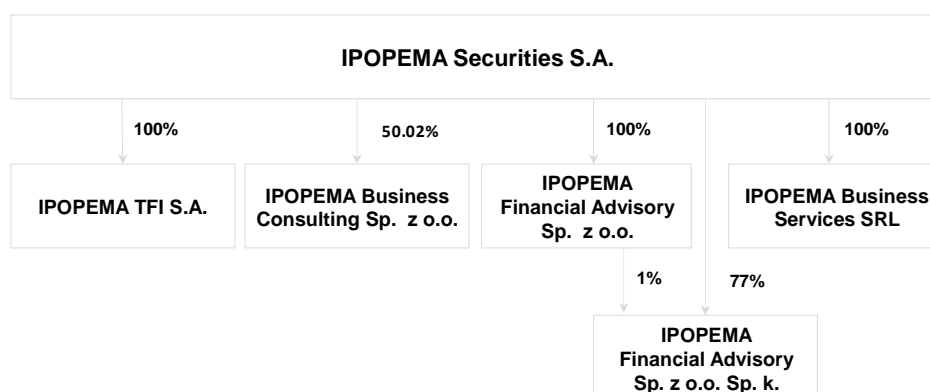 IPOPEMA Securities S.A.
100%
50.02%
100%
100%
IPOPEMA TFI S.A.
IPOPEMA Business
Consulting Sp. z o.o.
IPOPEMA
Financial Advisory
Sp. z o.o.
IPOPEMA Business
Services SRL
1%
77%
IPOPEMA
Financial Advisory
Sp. z o.o. Sp. k.